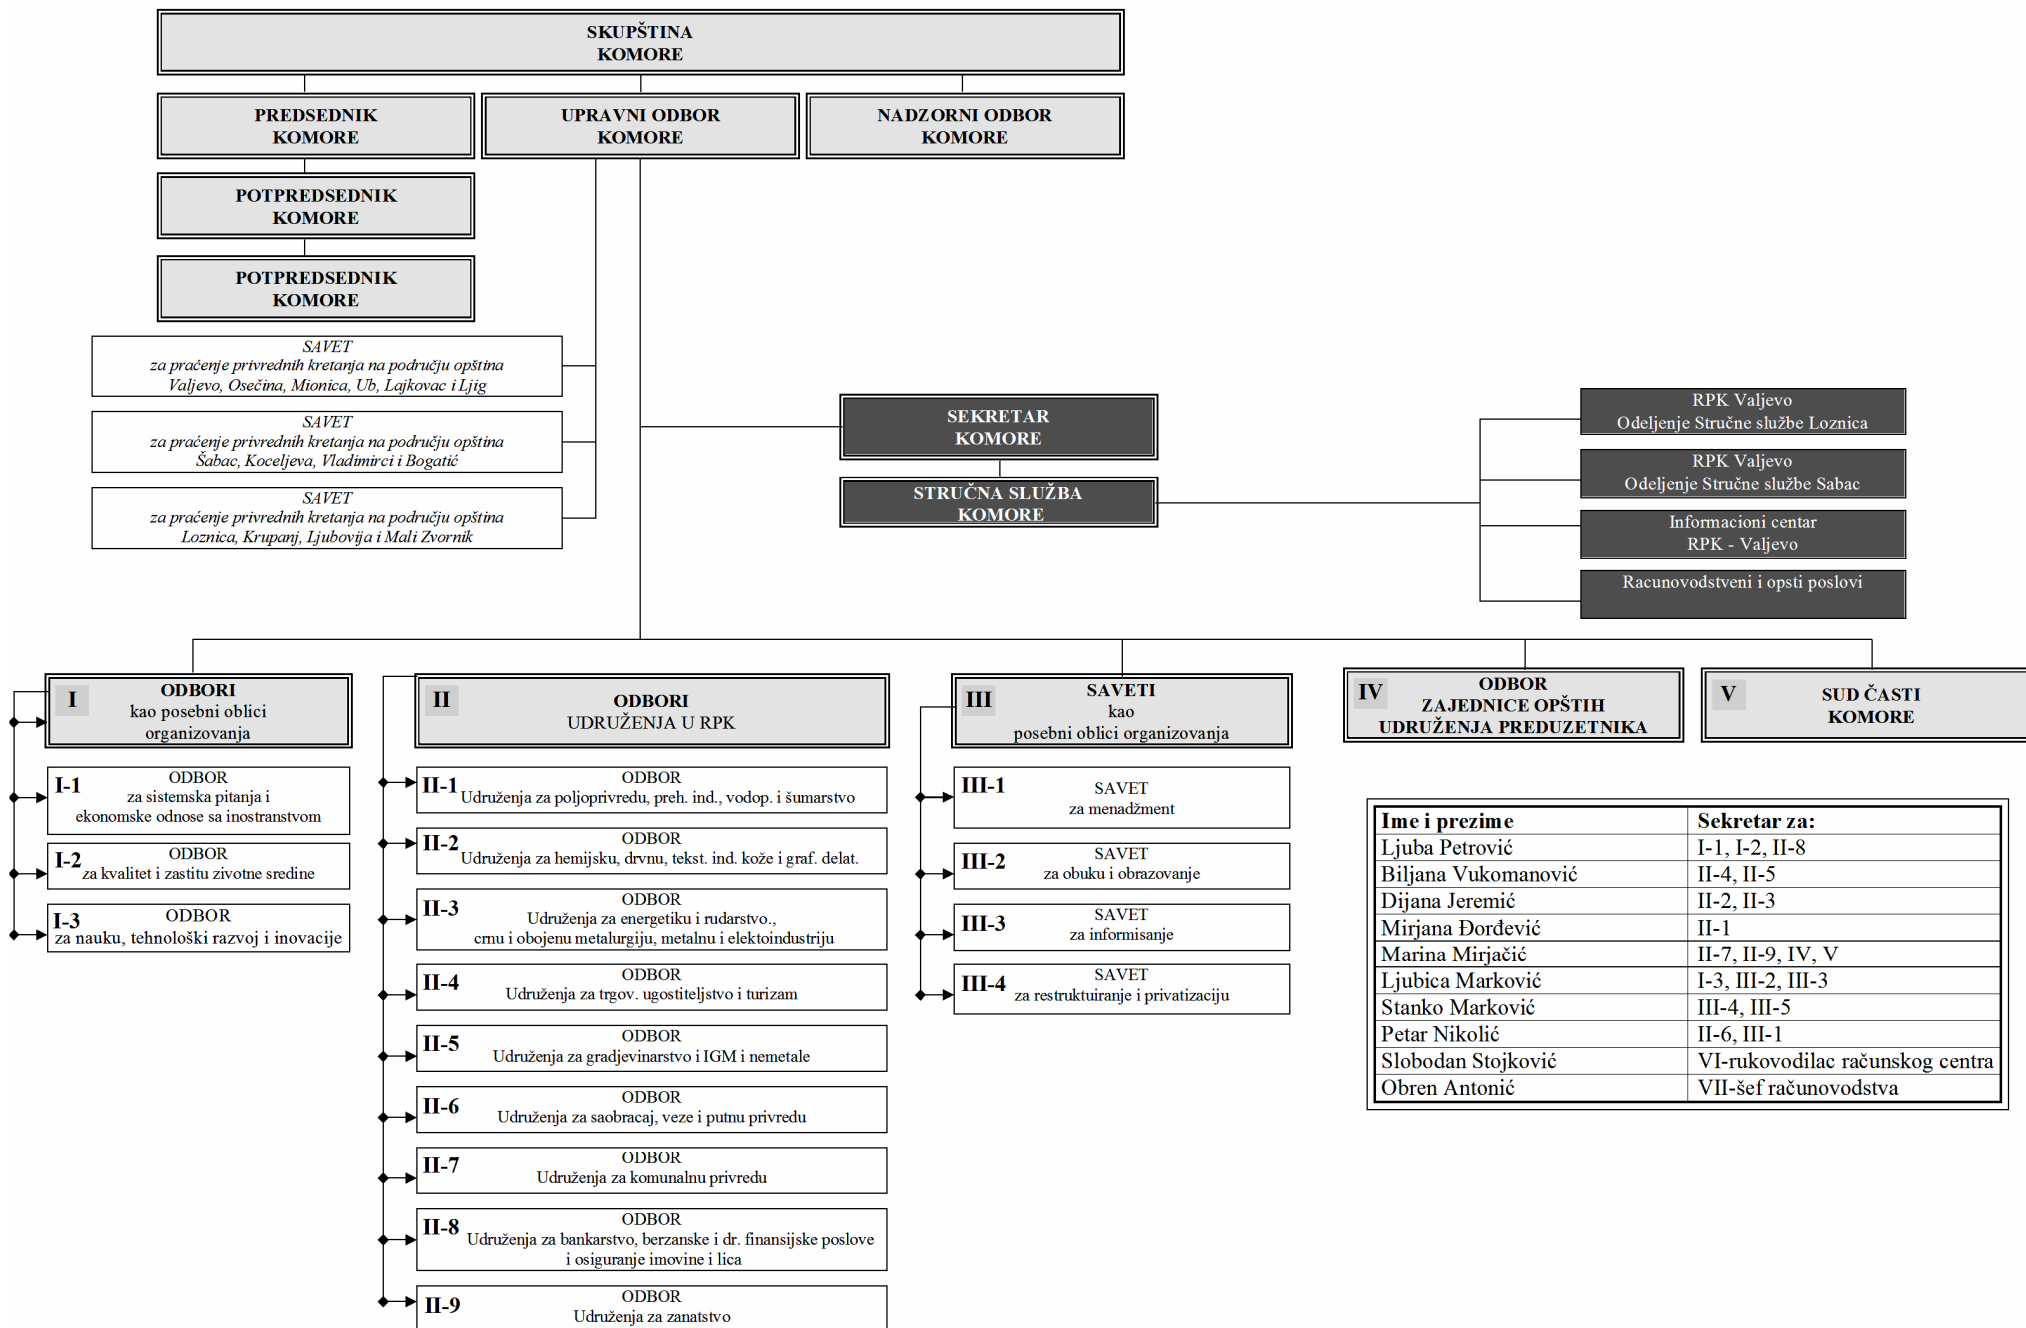 SKUPŠTINA
KOMORE
PREDSEDNIK
KOMORE
UPRAVNI ODBOR
KOMORE
NADZORNI ODBOR
KOMORE
POTPREDSEDNIK
KOMORE
POTPREDSEDNIK
KOMORE
SAVET
za praćenje privrednih kretanja na području opština
Valjevo, Osečina, Mionica, Ub, Lajkovac i Ljig
SAVET
za praćenje privrednih kretanja na području opština
Šabac, Koceljeva, Vladimirci i Bogatić
SAVET
za praćenje privrednih kretanja na području opština
Loznica, Krupanj, Ljubovija i Mali Zvornik
SEKRETAR
KOMORE
STRUČNA SLUŽBA
KOMORE
RPK Valjevo
Odeljenje Stručne službe Loznica
RPK Valjevo
Odeljenje Stručne službe Sabac
Informacioni centar
RPK - Valjevo
Racunovodstveni i opsti poslovi
I
ODBORI
kao posebni oblici
organizovanja
I-1
ODBOR
za sistemska pitanja i
ekonomske odnose sa inostranstvom
I-2
ODBOR
za kvalitet i zastitu zivotne sredine
I-3
ODBOR
za nauku, tehnološki razvoj i inovacije
II
ODBORI
UDRUŽENJA U RPK
II-1
ODBOR
Udruženja za poljoprivredu, preh. ind., vodop. i šumarstvo
II-2
ODBOR
Udruženja za hemijsku, drvnu, tekst. ind. kože i graf. delat.
II-3
ODBOR
Udruženja za energetiku i rudarstvo.,
crnu i obojenu metalurgiju, metalnu i elektoindustriju
II-4
ODBOR
Udruženja za trgov. ugostiteljstvo i turizam
II-5
ODBOR
Udruženja za gradjevinarstvo i IGM i nemetale
II-6
ODBOR
Udruženja za saobracaj, veze i putnu privredu
II-7
ODBOR
Udruženja za komunalnu privredu
II-8
ODBOR
Udruženja za bankarstvo, berzanske i dr. finansijske poslove
i osiguranje imovine i lica
II-9
ODBOR
Udruženja za zanatstvo
III
SAVETI
kao
posebni oblici organizovanja
III-1
SAVET
za menadžment
III-2
SAVET
za obuku i obrazovanje
III-3
SAVET
za informisanje
III-4
SAVET
za restruktuiranje i privatizaciju
IV
ODBOR
ZAJEDNICE OPŠTIH
UDRUŽENJA PREDUZETNIKA
V
SUD ČASTI
KOMORE
Ime i prezime Sekretar za:
Ljuba Petrović I-1, I-2, II-8
Biljana Vukomanović II-4, II-5
Dijana Jeremić II-2, II-3
Mirjana Đorđević II-1
Marina Mirjačić II-7, II-9, IV, V
Ljubica Marković I-3, III-2, III-3
Stanko Marković III-4, III-5
Petar Nikolić II-6, III-1
Slobodan Stojković VI-rukovodilac računskog centra
Obren Antonić VII-šef računovodstva